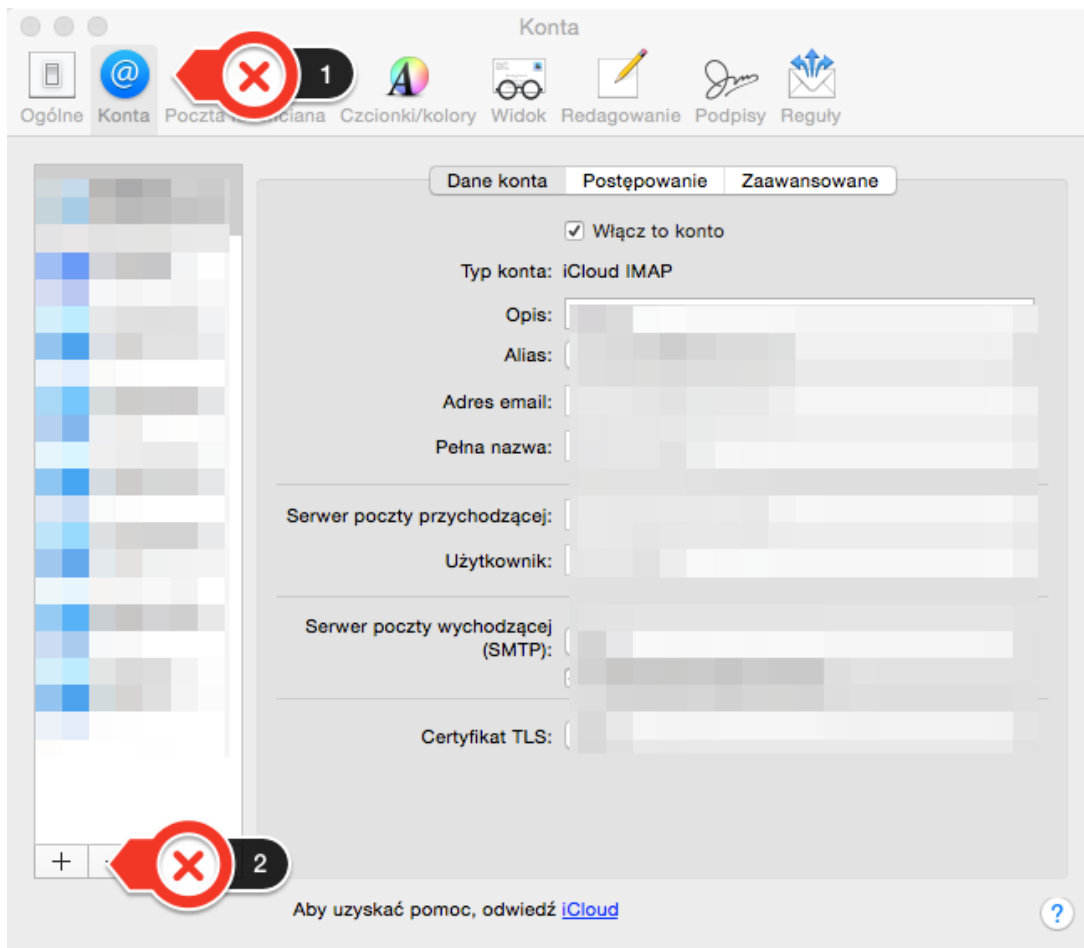 Konta
1
Ogólne Konta Poczta Czcionki/kolory Widok Redagowanie Podpisy Reguły
Dane konta Postępowanie Zaawansowane
Włącz to konto
Typ konta: iCloud IMAP
Opis:
Alias:
Adres email:
Pełna nazwa:
Serwer poczty przychodzącej:
Użytkownik:
Serwer poczty wychodzącej
(SMTP):
Certyfikat TLS:
+ 2
Aby uzyskać pomoc, odwiedź iCloud ?